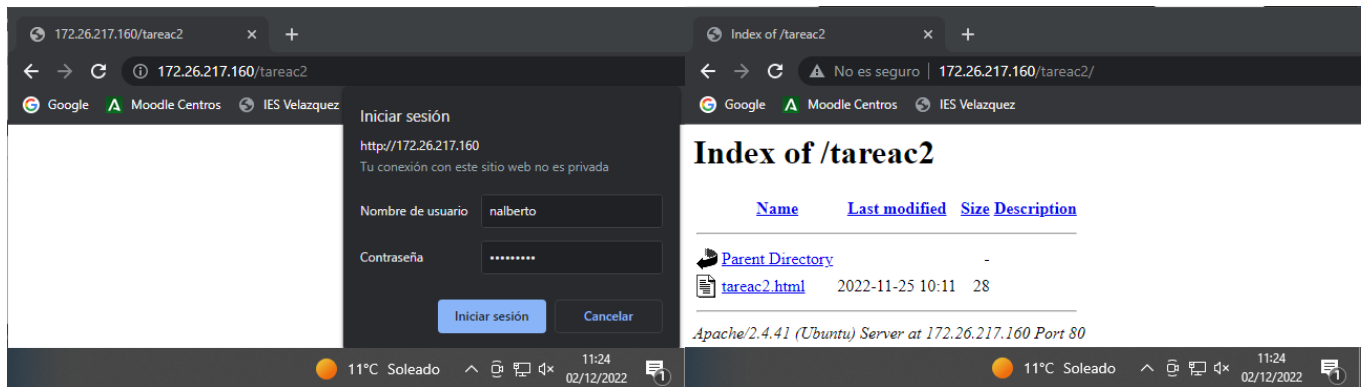 172.26.217.160/tareac2
172.26.217.160/tareac2
Google Moodle Centros IES Velazquez
Iniciar sesión
http://172.26.217.160
Tu conexión con este sitio web no es privada
Nombre de usuario nalberto
Contraseña •••••••••
Iniciar sesión Cancelar
11°C Soleado 11:24
02/12/2022
1
Index of /tareac2
No es seguro | 172.26.217.160/tareac2/
Google Moodle Centros IES Velazquez
Index of /tareac2
Name Last modified Size Description
Parent Directory -
tareac2.html 2022-11-25 10:11 28
Apache/2.4.41 (Ubuntu) Server at 172.26.217.160 Port 80
11°C Soleado 11:24
02/12/2022
1